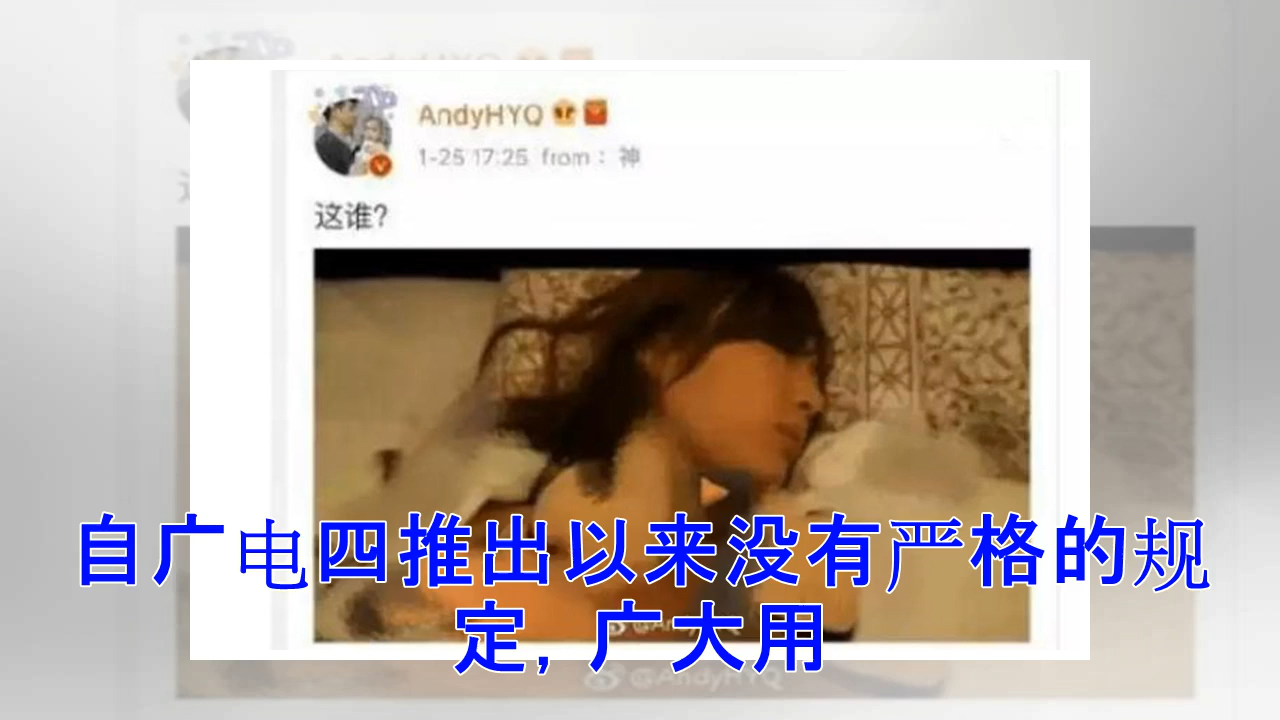 AndyHYQ
1-25 17:25 from: 神
这谁?
自广电四推出以来没有严格的规
定,广大用
@AndyHYQ
@AndyHYQ